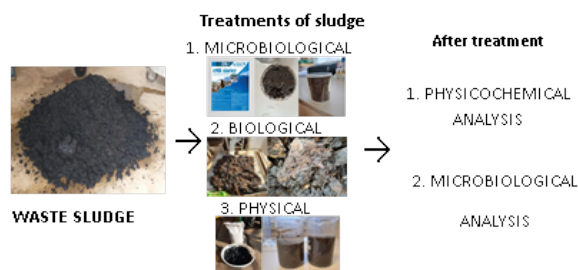 Treatments of sludge
1. MICROBIOLOGICAL
2. BIOLOGICAL
3. PHYSICAL
WASTE SLUDGE
After treatment
1. PHYSICOCHEMICAL
ANALYSIS
2. MICROBIOLOGICAL
ANALYSIS